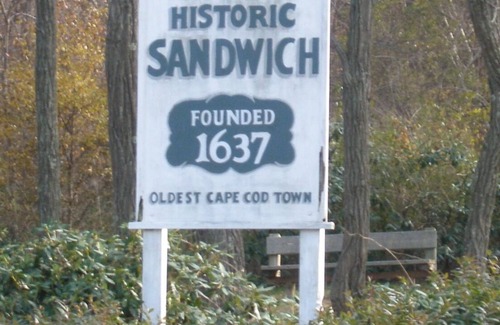 HISTORIC
SANDWICH
FOUNDED
1637
OLDEST CAPE COD TOWN